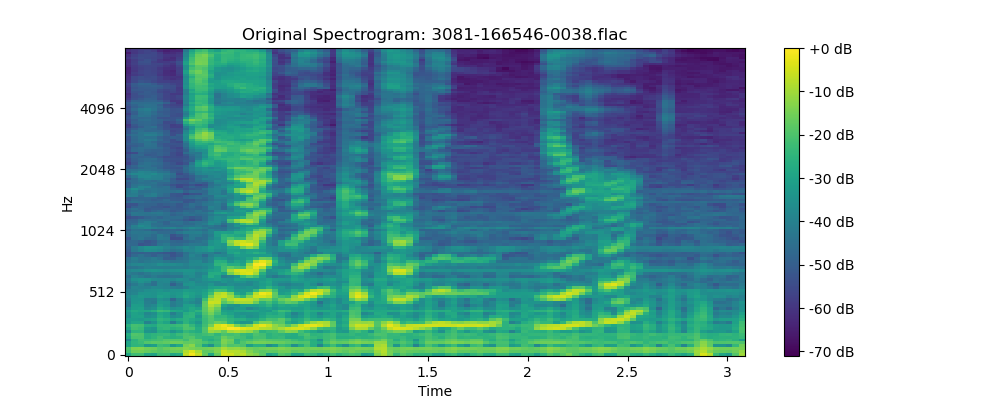 Original Spectrogram: 3081-166546-0038.flac
Hz
4096
2048
1024
512
0
0
0.5
1
1.5
2
2.5
3
Time
+0 dB
-10 dB
-20 dB
-30 dB
-40 dB
-50 dB
-60 dB
-70 dB